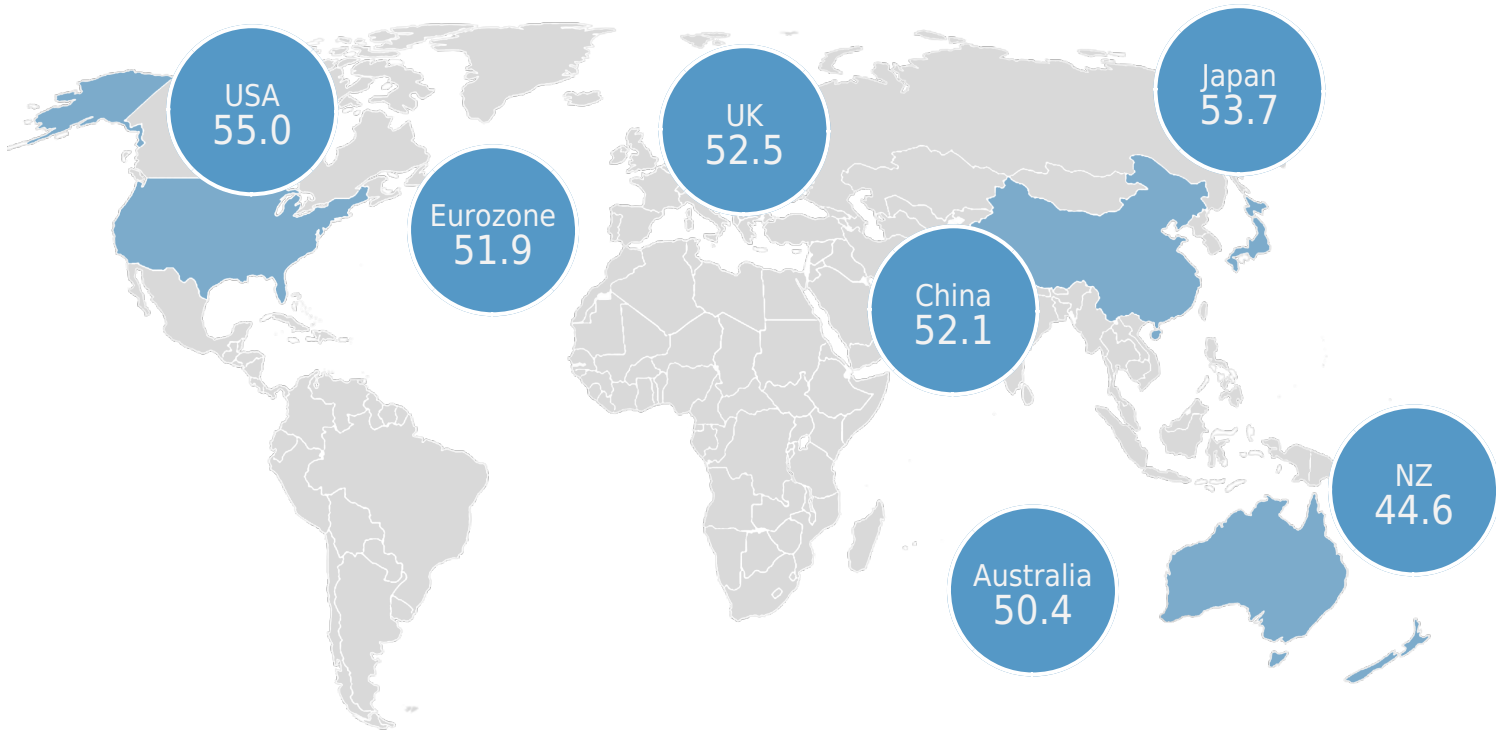 USA
55.0
Eurozone
51.9
UK
52.5
Japan
53.7
China
52.1
NZ
44.6
Australia
50.4